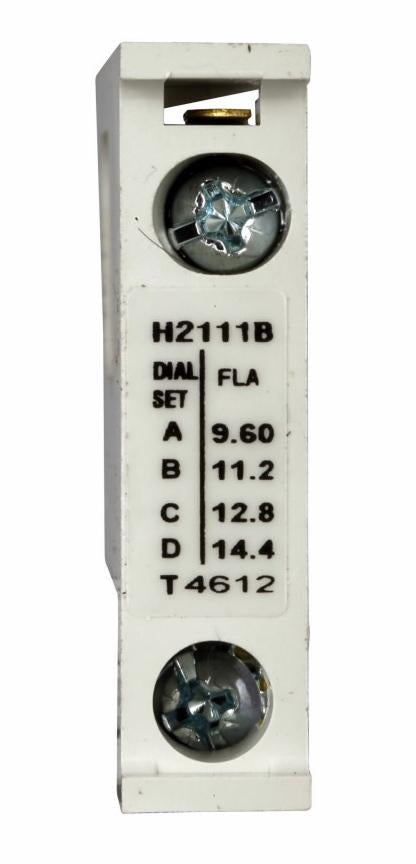 H2111B
DIAL FLA
SET
A 9.60
B 11.2
C 12.8
D 14.4
T4612